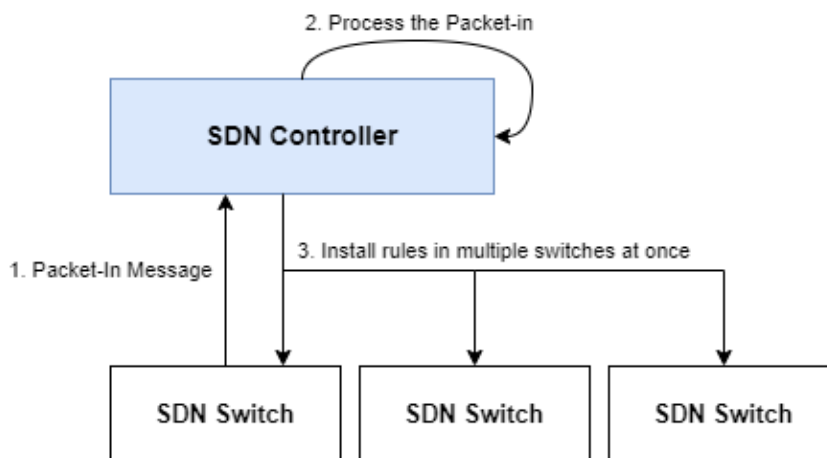 2. Process the Packet-in
SDN Controller
3. Install rules in multiple switches at once
1. Packet-In Message
SDN Switch
SDN Switch
SDN Switch